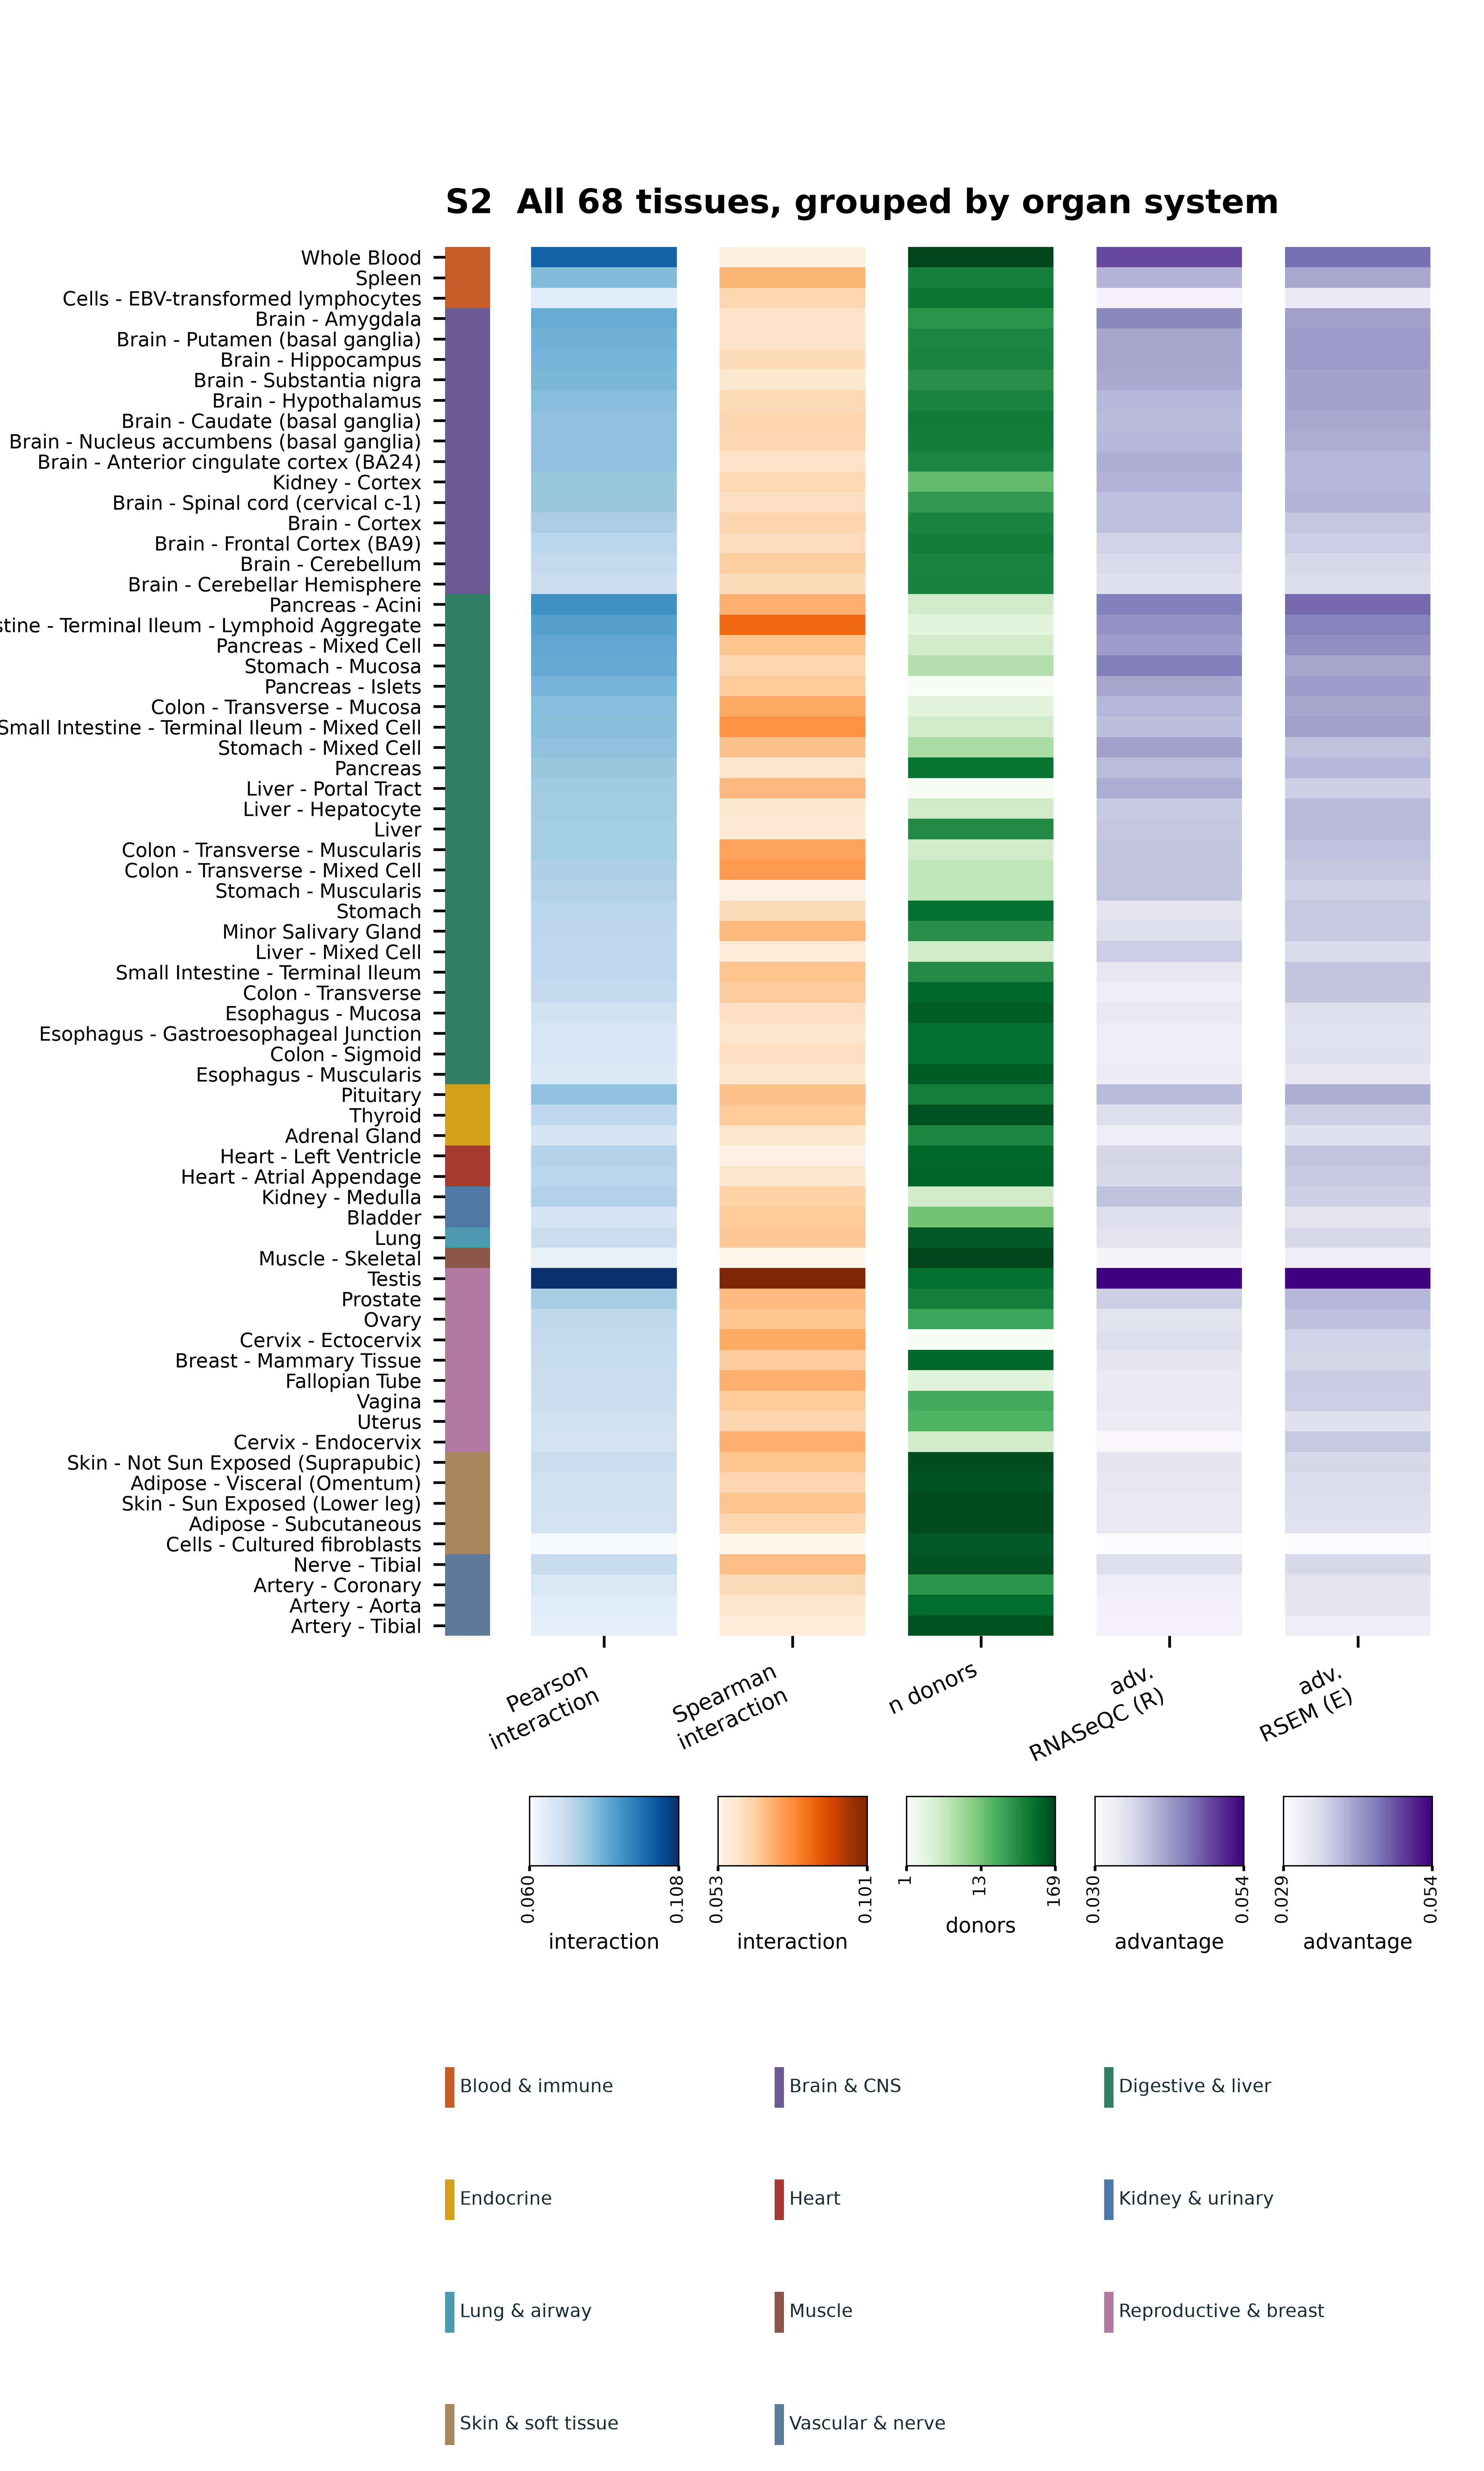 S2 All 68 tissues, grouped by organ system
Whole Blood
Spleen
Cells - EBV-transformed lymphocytes
Brain - Amygdala
Brain - Putamen (basal ganglia)
Brain - Hippocampus
Brain - Substantia nigra
Brain - Hypothalamus
Brain - Caudate (basal ganglia)
Brain - Nucleus accumbens (basal ganglia)
Brain - Anterior cingulate cortex (BA24)
Kidney - Cortex
Brain - Spinal cord (cervical c-1)
Brain - Cortex
Brain - Frontal Cortex (BA9)
Brain - Cerebellum
Brain - Cerebellar Hemisphere
Pancreas - Acini
stine - Terminal Ileum - Lymphoid Aggregate
Pancreas - Mixed Cell
Stomach - Mucosa
Pancreas - Islets
Colon - Transverse - Mucosa
Small Intestine - Terminal Ileum - Mixed Cell
Stomach - Mixed Cell
Pancreas
Liver - Portal Tract
Liver - Hepatocyte
Liver
Colon - Transverse - Muscularis
Colon - Transverse - Mixed Cell
Stomach - Muscularis
Stomach
Minor Salivary Gland
Liver - Mixed Cell
Small Intestine - Terminal Ileum
Colon - Transverse
Esophagus - Mucosa
Esophagus - Gastroesophageal Junction
Colon - Sigmoid
Esophagus - Muscularis
Pituitary
Thyroid
Adrenal Gland
Heart - Left Ventricle
Heart - Atrial Appendage
Kidney - Medulla
Bladder
Lung
Muscle - Skeletal
Testis
Prostate
Ovary
Cervix - Ectocervix
Breast - Mammary Tissue
Fallopian Tube
Vagina
Uterus
Cervix - Endocervix
Skin - Not Sun Exposed (Suprapubic)
Adipose - Visceral (Omentum)
Skin - Sun Exposed (Lower leg)
Adipose - Subcutaneous
Cells - Cultured fibroblasts
Nerve - Tibial
Artery - Coronary
Artery - Aorta
Artery - Tibial
Pearson
interaction
Spearman
interaction
n donors
adv.
RNASeQC (R)
adv.
RSEM (E)
0.060
0.108
interaction
0.053
0.101
interaction
1
13
169
donors
0.030
0.054
advantage
0.029
0.054
advantage
Blood & immune
Brain & CNS
Digestive & liver
Endocrine
Heart
Kidney & urinary
Lung & airway
Muscle
Reproductive & breast
Skin & soft tissue
Vascular & nerve